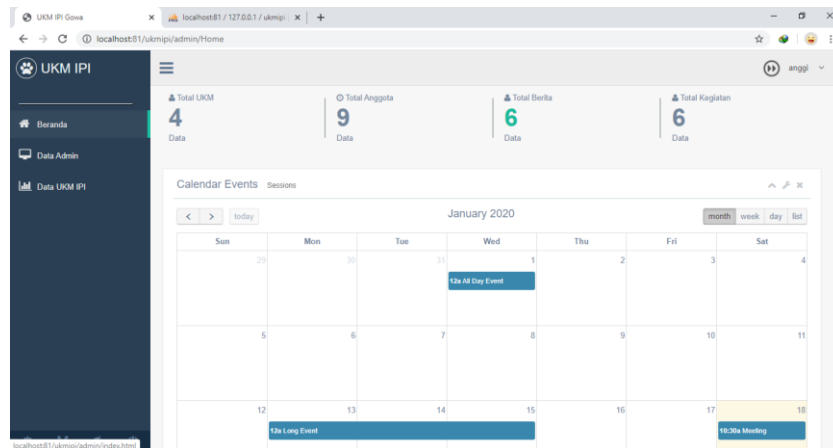 UKM IPI Gowa
localhost:81 / 127.0.0.1 / ukmipi
localhost:81/ukmipi/admin/Home
UKM IPI
anggi
Beranda
Data Admin
Data UKM IPI
Total UKM
4
Data
Total Anggota
9
Data
Total Berita
6
Data
Total Kegiatan
6
Data
Calendar Events Sessions
today
January 2020
month week day list
Sun Mon Tue Wed Thu Fri Sat
29 30 31 1 2 3 4
12a All Day Event
5 6 7 8 9 10 11
12 13 14 15 16 17 18
12a Long Event
10:30a Meeting
localhost:81/ukmipi/admin/index.html